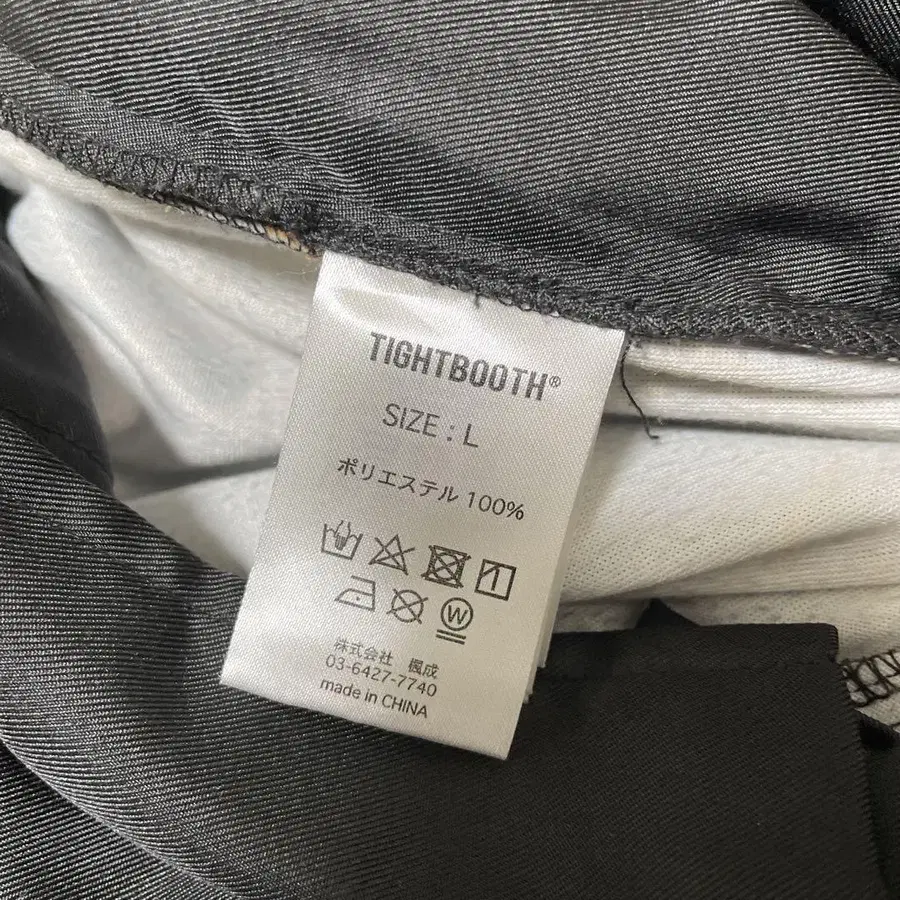 TIGHTBOOTH®
SIZE : L
ポリエステル 100%
W
株式会社 楓成
03-6427-7740
made in CHINA